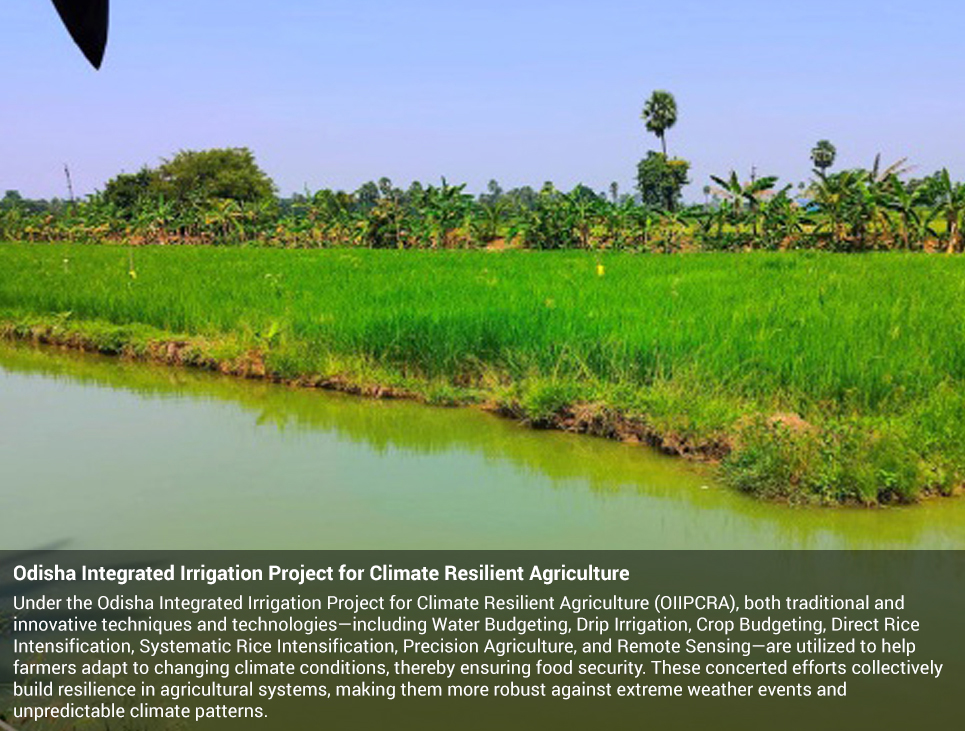 Odisha Integrated Irrigation Project for Climate Resilient Agriculture
Under the Odisha Integrated Irrigation Project for Climate Resilient Agriculture (OIIPCRA), both traditional and
innovative techniques and technologies—including Water Budgeting, Drip Irrigation, Crop Budgeting, Direct Rice
Intensification, Systematic Rice Intensification, Precision Agriculture, and Remote Sensing—are utilized to help
farmers adapt to changing climate conditions, thereby ensuring food security. These concerted efforts collectively
build resilience in agricultural systems, making them more robust against extreme weather events and
unpredictable climate patterns.